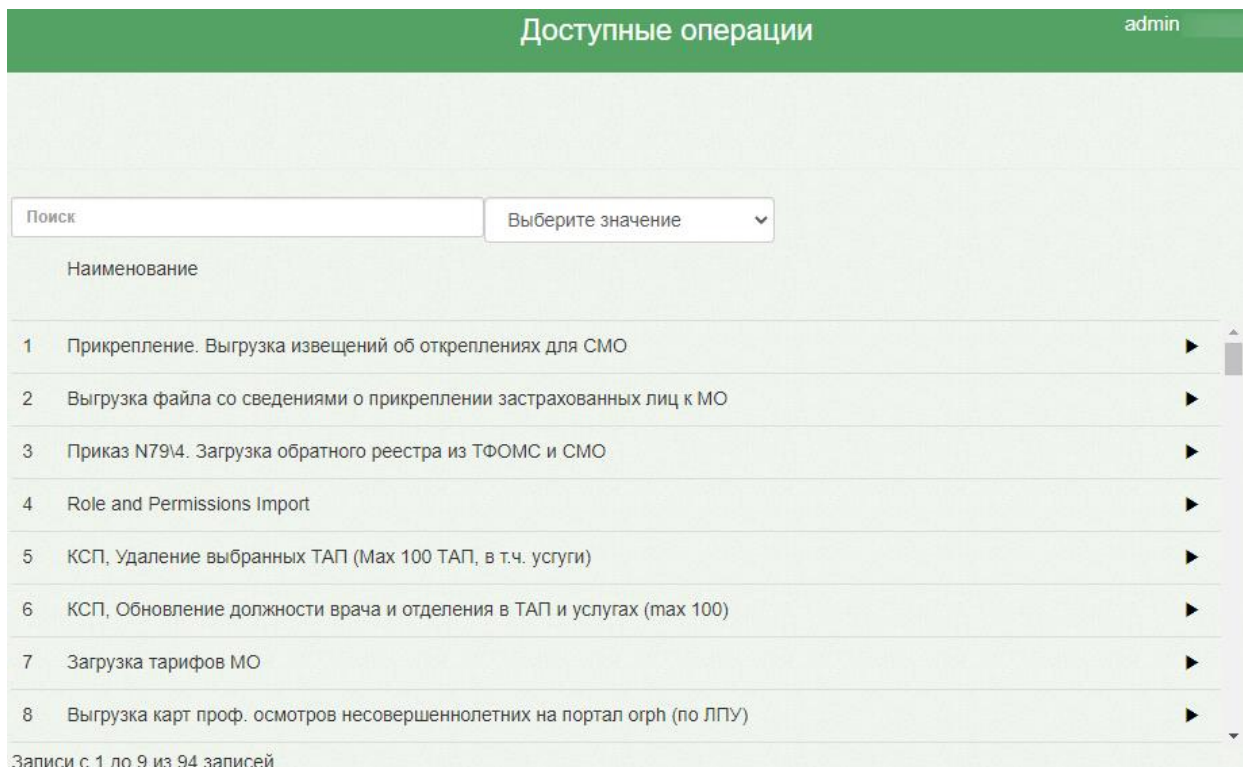 Доступные операции
admin
Поиск
Выберите значение
Наименование
1 Прикрепление. Выгрузка извещений об откреплениях для СМО
2 Выгрузка файла со сведениями о прикреплении застрахованных лиц к МО
3 Приказ N79\4. Загрузка обратного реестра из ТФОМС и СМО
4 Role and Permissions Import
5 КСП, Удаление выбранных ТАП (Max 100 ТАП, в т.ч. усгуги)
6 КСП, Обновление должности врача и отделения в ТАП и услугах (max 100)
7 Загрузка тарифов МО
8 Выгрузка карт проф. осмотров несовершеннолетних на портал orph (по ЛПУ)
Записи с 1 до 9 из 94 записей